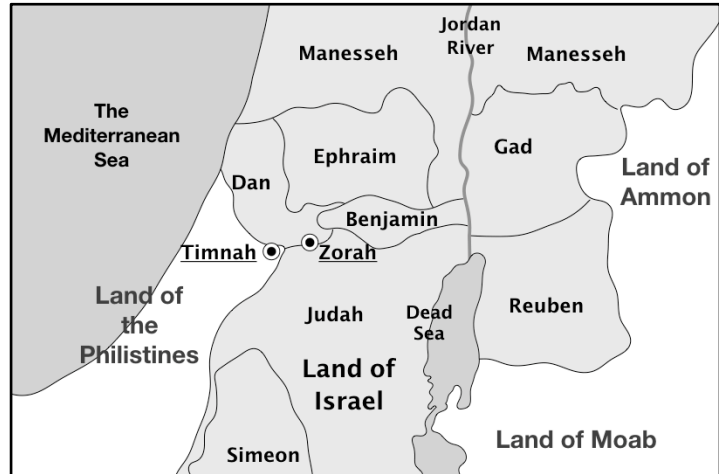 Jordan
River
Manesseh
Manesseh
The
Mediterranean
Sea
Ephraim
Gad
Land of
Ammon
Dan
Benjamin
Timnah
Zorah
Land of
the
Philistines
Judah
Dead
Sea
Reuben
Land of
Israel
Land of Moab
Simeon